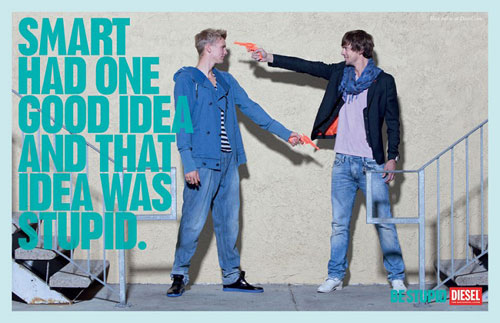 SMART
HAD ONE
GOOD IDEA
AND THAT
IDEA WAS
STUPID.
BE STUPID
DIESEL